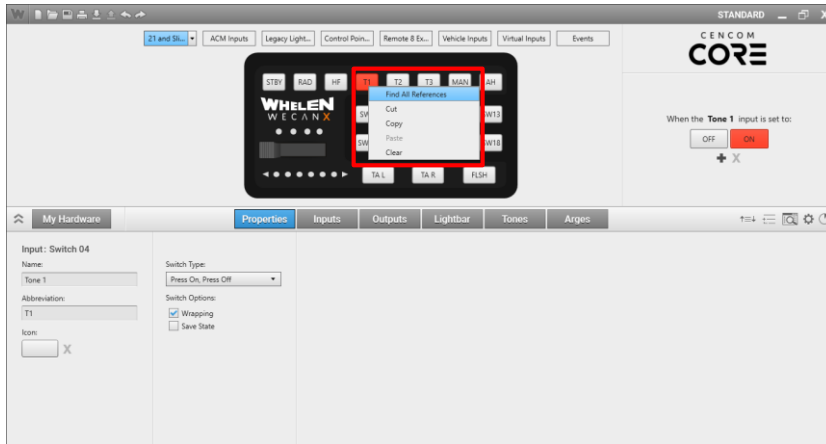 STANDARD
21 and Sli...
ACM Inputs
Legacy Light...
Control Poin...
Remote 8 Ex...
Vehicle Inputs
Virtual Inputs
Events
CENCOM
CORE
STBY
RAD
HF
T1
T2
T3
MAN
AH
Find All References
Cut
Copy
Paste
Clear
WHELEN
WECANX
SW
W13
SW
W18
TA L
TA R
FLSH
When the Tone 1 input is set to:
OFF
ON
My Hardware
Properties
Inputs
Outputs
Lightbar
Tones
Arges
Input: Switch 04
Name:
Tone 1
Abbreviation:
T1
Icon:
X
Switch Type:
Press On, Press Off
Switch Options:
Wrapping
Save State